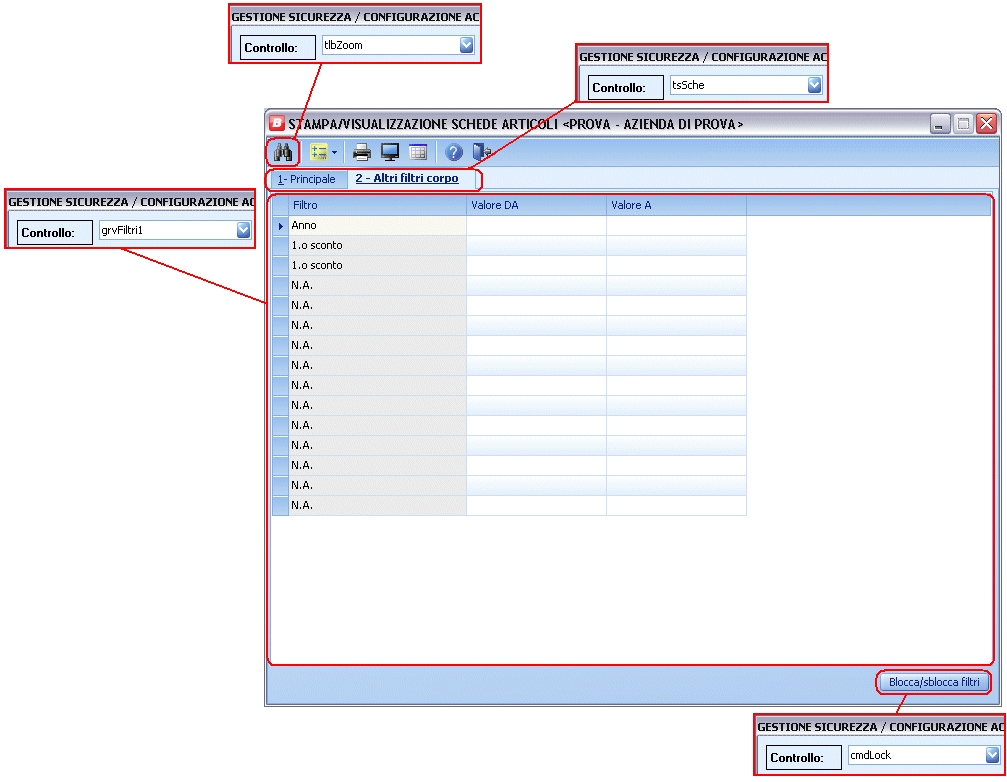 GESTIONE SICUREZZA / CONFIGURAZIONE AC
Controllo: tlbZoom
GESTIONE SICUREZZA / CONFIGURAZIONE AC
Controllo: tsSche
STAMPA/VISUALIZZAZIONE SCHEDE ARTICOLI <PROVA - AZIENDA DI PROVA>
1- Principale 2 - Altri filtri corpo
GESTIONE SICUREZZA / CONFIGURAZIONE AC
Controllo: grvFiltri1
Filtro Valore DA Valore A
Anno
1.o sconto
1.o sconto
N.A.
N.A.
N.A.
N.A.
N.A.
N.A.
N.A.
N.A.
N.A.
N.A.
N.A.
N.A.
Blocca/sblocca filtri
GESTIONE SICUREZZA / CONFIGURAZIONE AC
Controllo: cmdLock